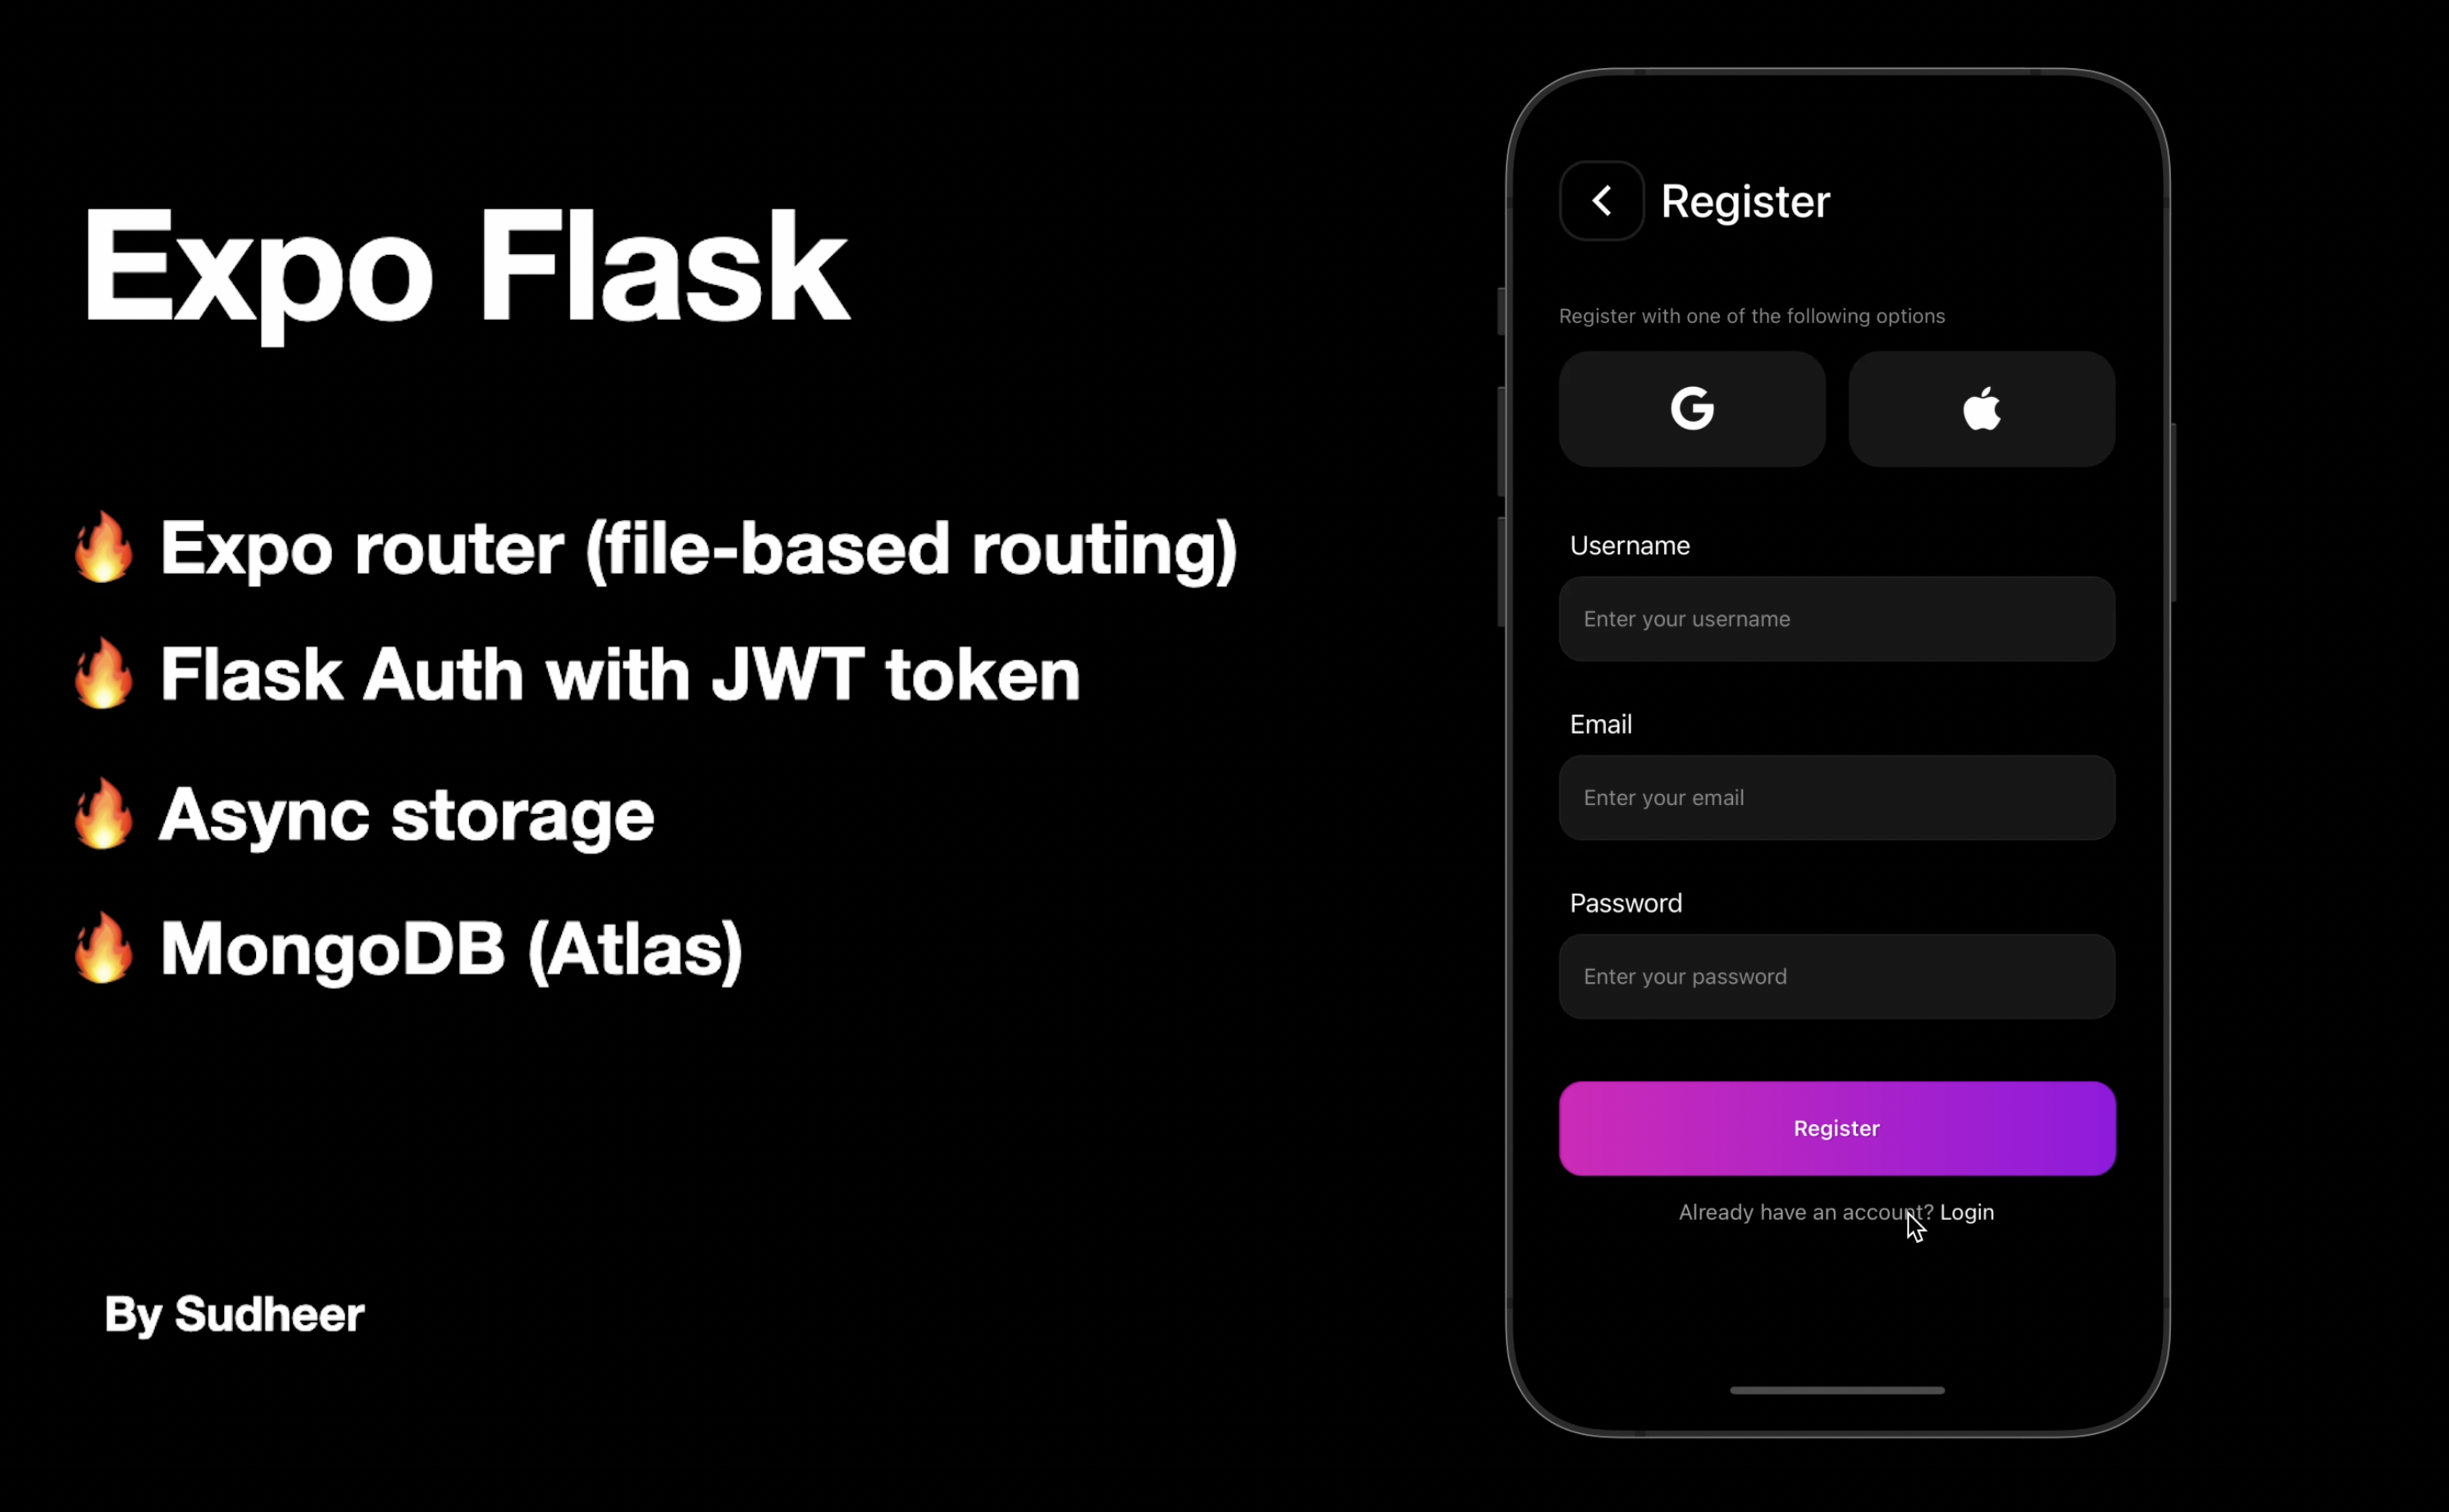 Expo Flask
🔥 Expo router (file-based routing)
🔥 Flask Auth with JWT token
🔥 Async storage
🔥 MongoDB (Atlas)
By Sudheer
Register
Register with one of the following options
Username
Enter your username
Email
Enter your email
Password
Enter your password
Register
Already have an account? Login